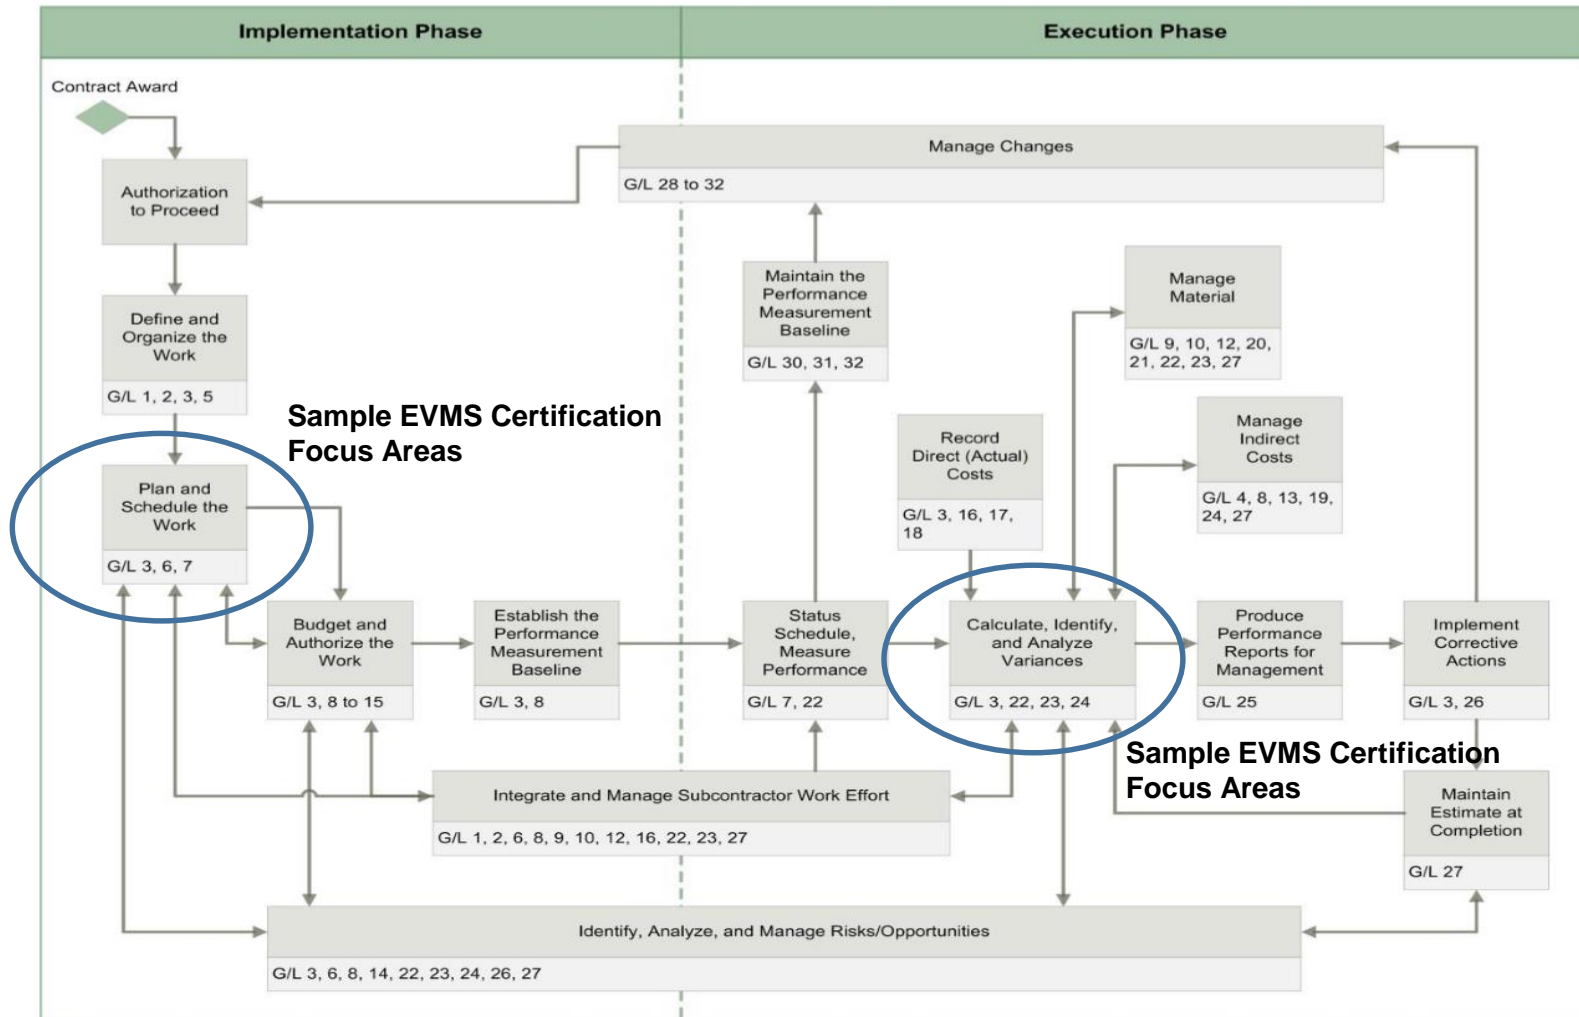 Implementation Phase
Execution Phase
Contract Award
Authorization
to Proceed
Manage Changes
G/L 28 to 32
Define and
Organize the
Work
G/L 1, 2, 3, 5
Maintain the
Performance
Measurement
Baseline
G/L 30, 31, 32
Manage
Material
G/L 9, 10, 12, 20,
21, 22, 23, 27
Sample EVMS Certification
Focus Areas
Record
Direct (Actual)
Costs
G/L 3, 16, 17,
18
Manage
Indirect
Costs
G/L 4, 8, 13, 19,
24, 27
Plan and
Schedule the
Work
G/L 3, 6, 7
Budget and
Authorize the
Work
G/L 3, 8 to 15
Establish the
Performance
Measurement
Baseline
G/L 3, 8
Status
Schedule,
Measure
Performance
G/L 7, 22
Calculate, Identify,
and Analyze
Variances
G/L 3, 22, 23, 24
Produce
Performance
Reports for
Management
G/L 25
Implement
Corrective
Actions
G/L 3, 26
Sample EVMS Certification
Focus Areas
Integrate and Manage Subcontractor Work Effort
G/L 1, 2, 6, 8, 9, 10, 12, 16, 22, 23, 27
Maintain
Estimate at
Completion
G/L 27
Identify, Analyze, and Manage Risks/Opportunities
G/L 3, 6, 8, 14, 22, 23, 24, 26, 27